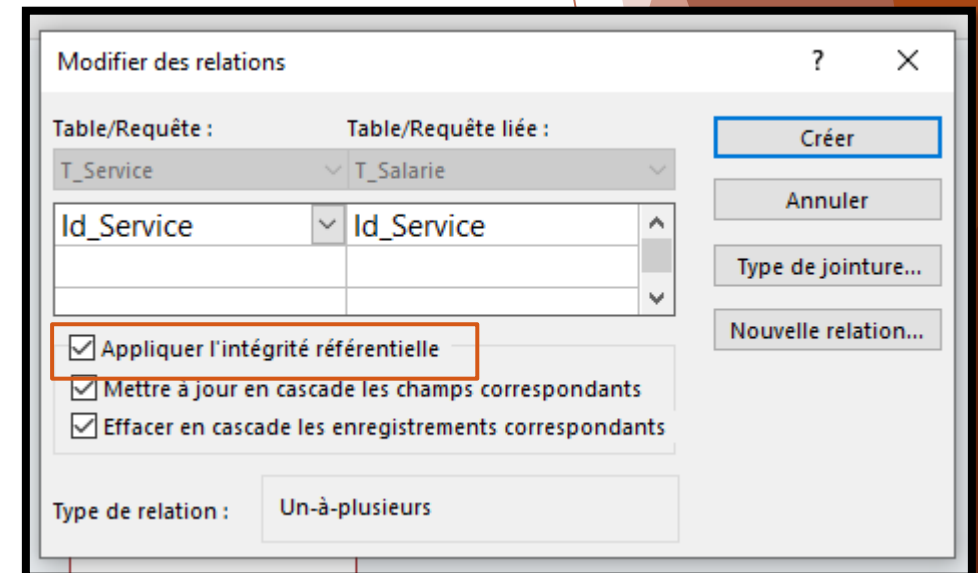 Modifier des relations ?
Table/Requête : Table/Requête liée :
Créer
T_Service T_Salarie
Annuler
Id_Service Id_Service
Type de jointure...
Nouvelle relation...
Appliquer l'intégrité référentielle
Mettre à jour en cascade les champs correspondants
Effacer en cascade les enregistrements correspondants
Type de relation : Un-à-plusieurs